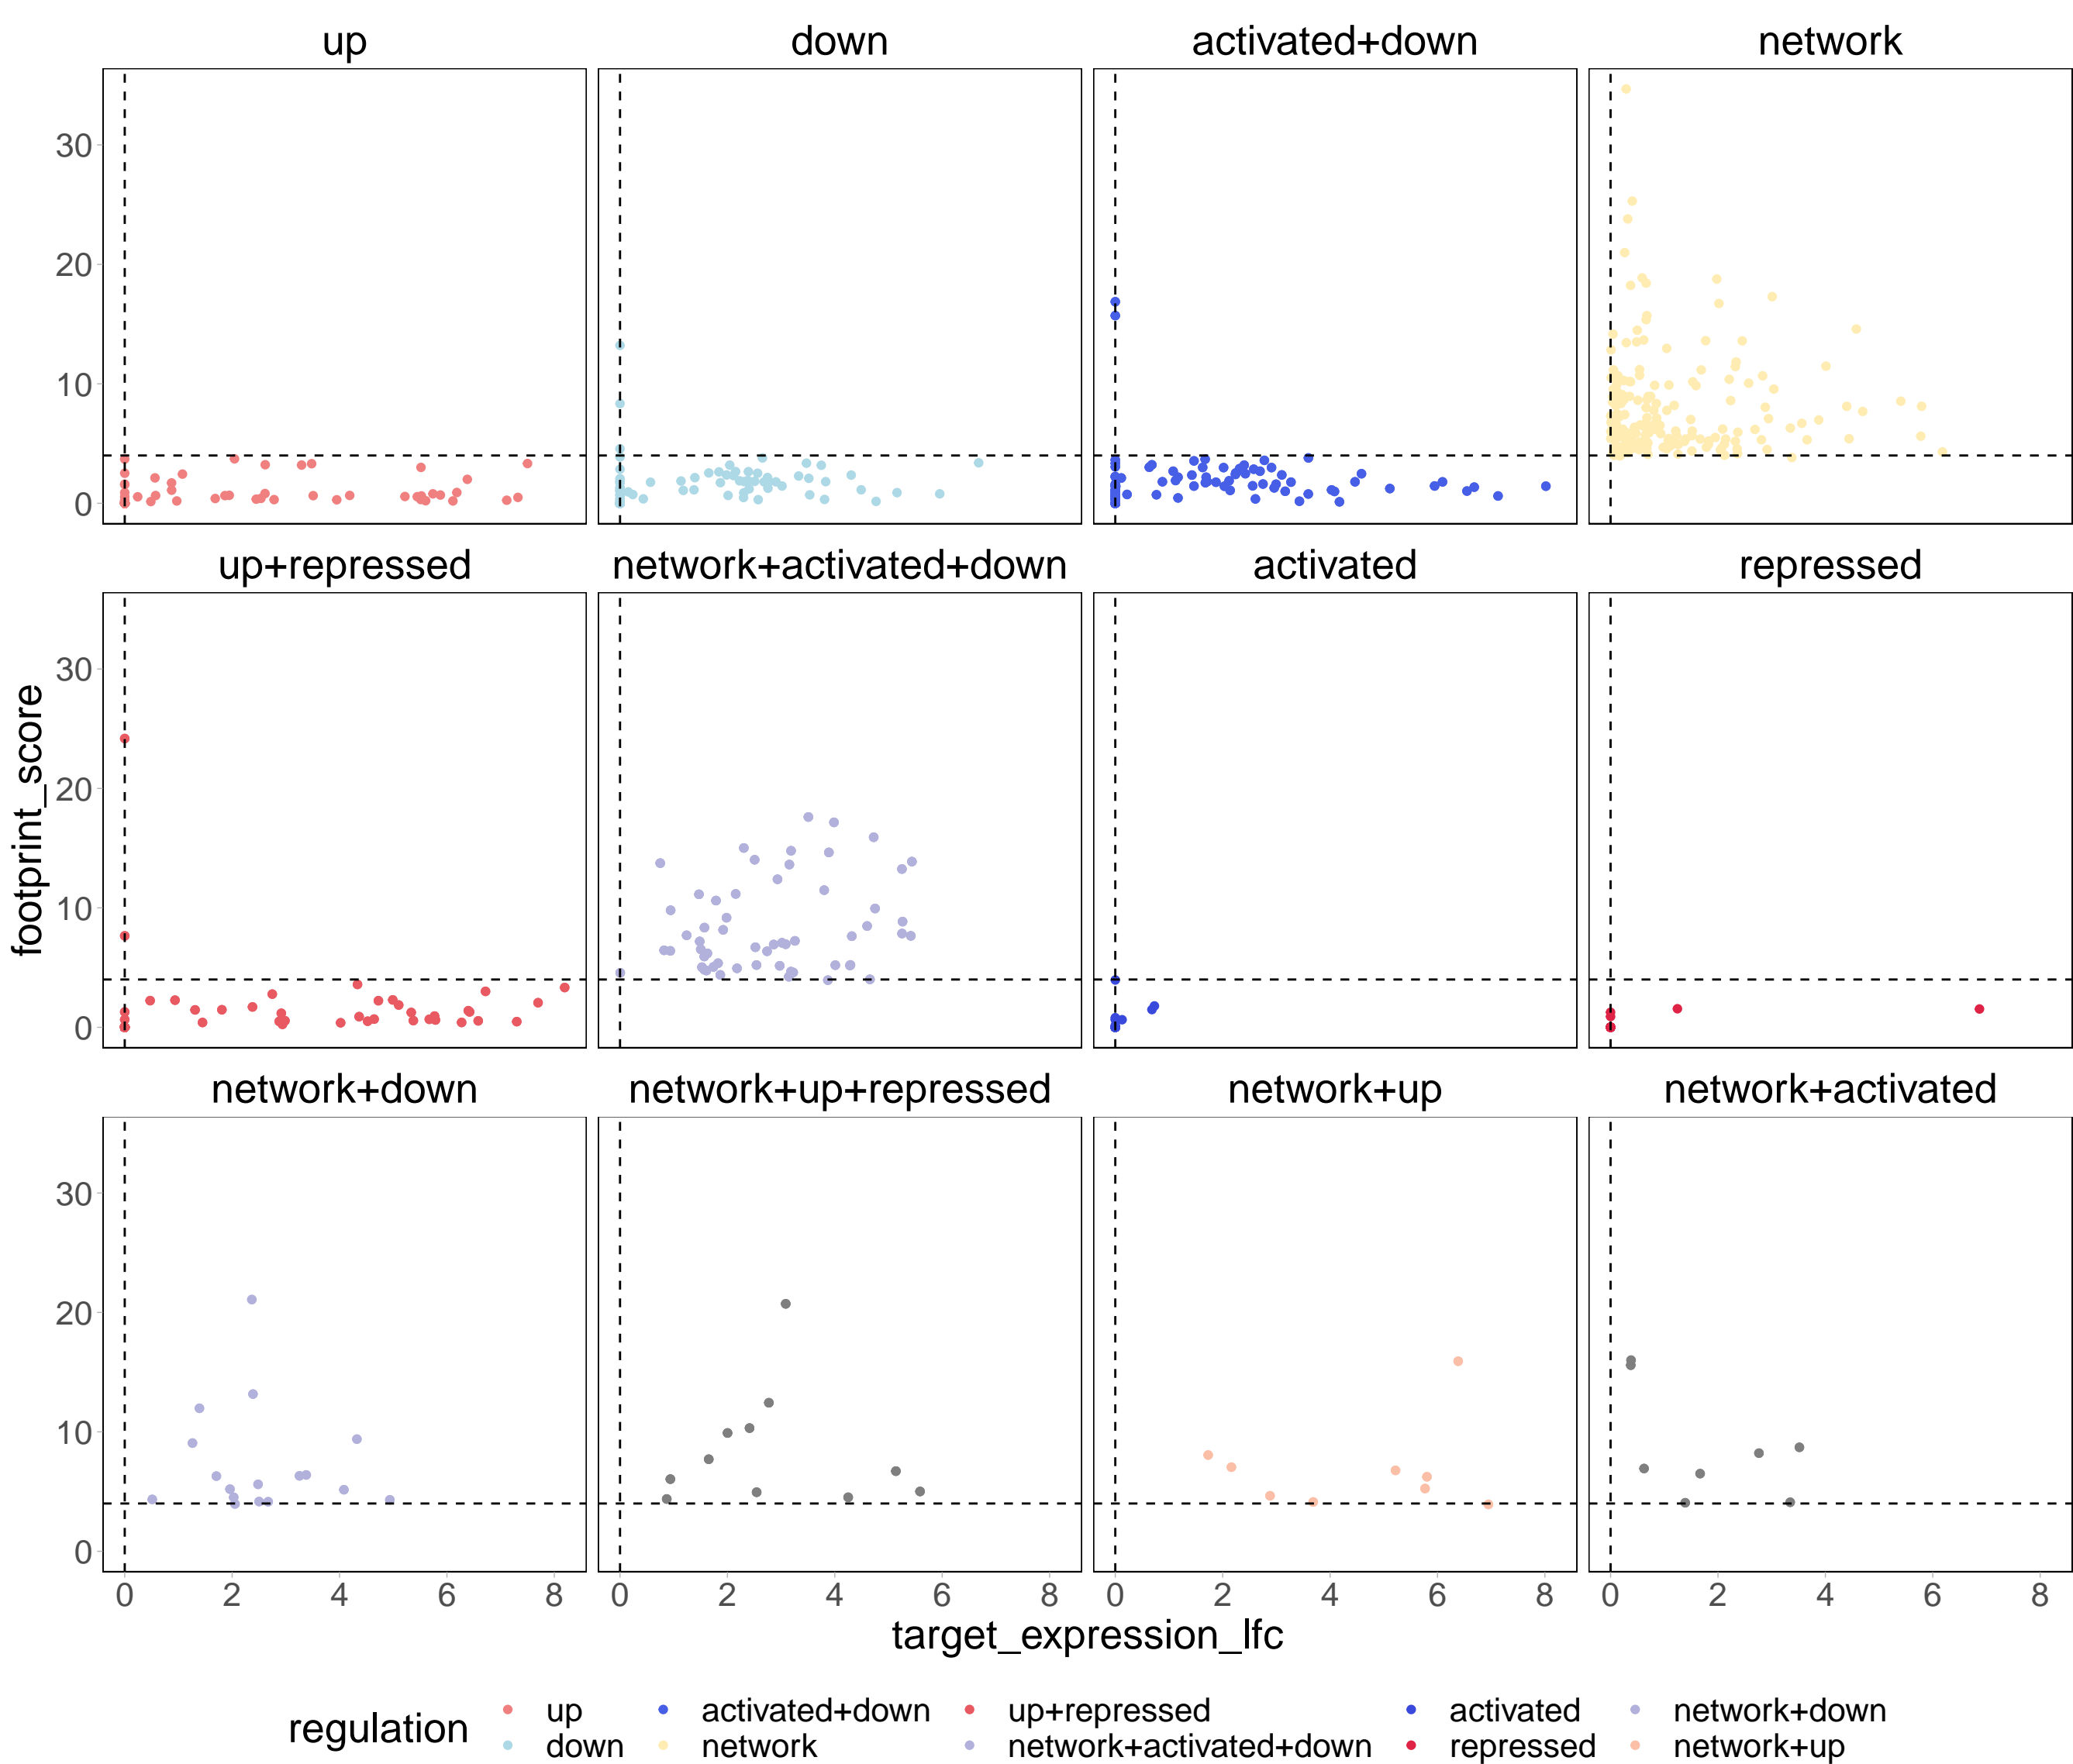 up down activated+down network
30
20
10
0
up+repressed network+activated+down activated repressed
30
20
10
0
footprint_score
network+down network+up+repressed network+up network+activated
30
20
10
0
0 2 4 6 8 0 2 4 6 8 0 2 4 6 8 0 2 4 6 8
target_expression_lfc
regulation
up activated+down up+repressed activated network+down
down network network+activated+down repressed network+up